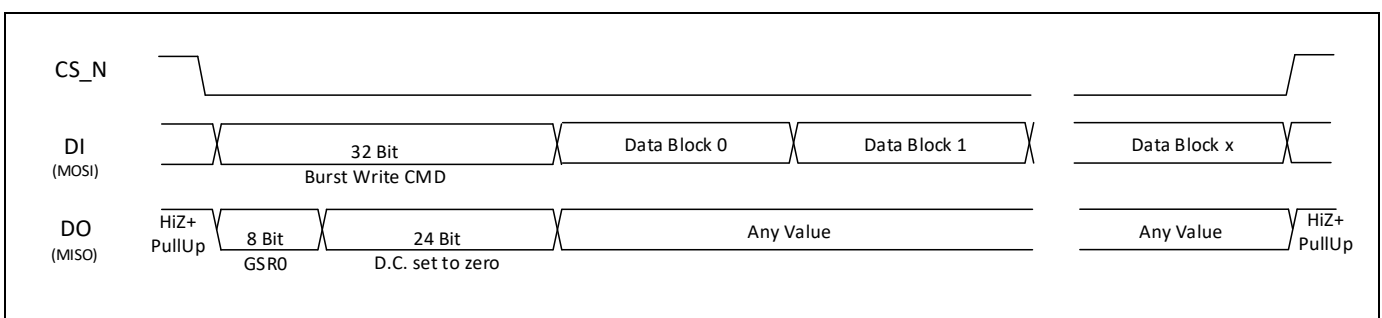 CS_N
DI
(MOSI)
32 Bit
Burst Write CMD
Data Block 0
Data Block 1
Data Block x
DO
(MISO)
HiZ+
PullUp
8 Bit
GSR0
24 Bit
D.C. set to zero
Any Value
Any Value
HiZ+
PullUp